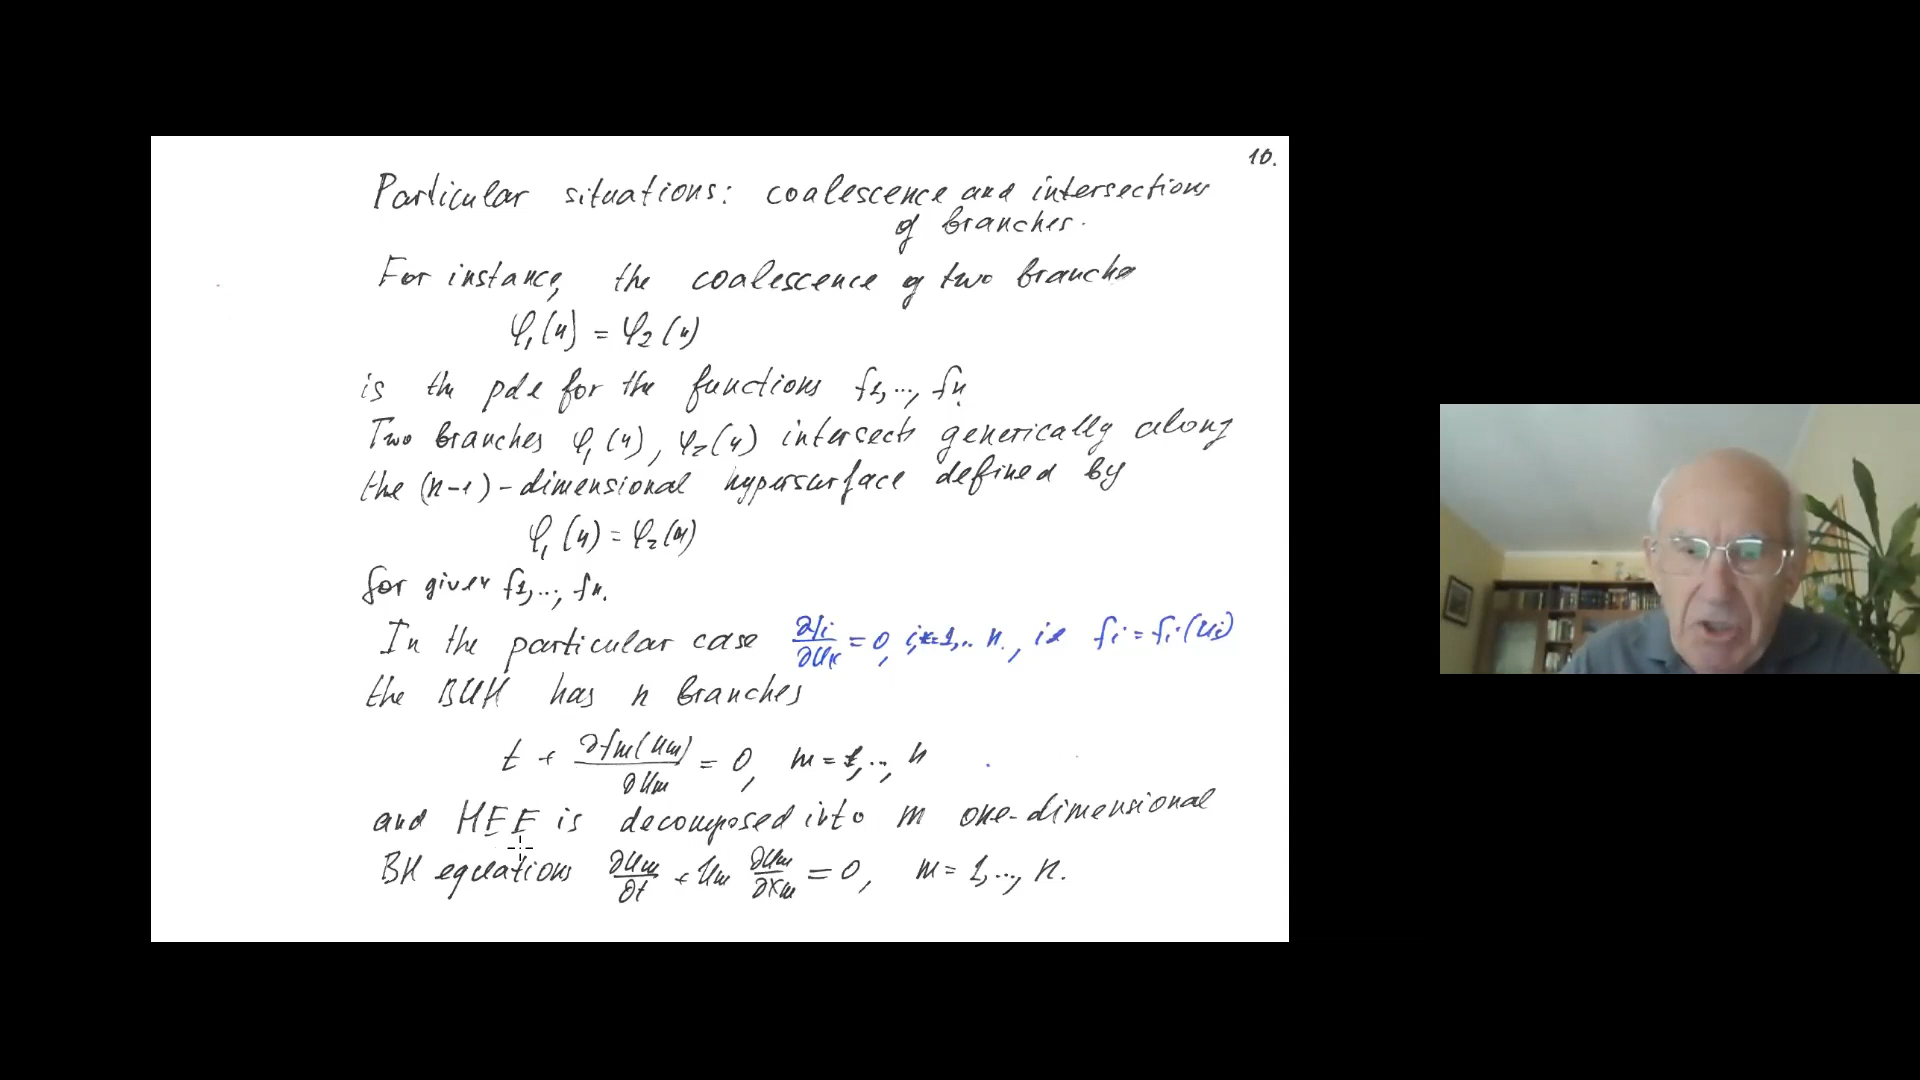 10.
Particular situations: coalescence and intersections
of branches.
For instance, the coalescence of two branche
φ₁(u) = φ₂(u)
is the pde for the functions f1,..., fn.
Two branches φ₁(u), φ₂(u) intersects generically along
the (n-1)-dimensional hypersurface defined by
φ₁(u) = φ₂(u)
for given f1,..., fn.
In the particular case ∂fi/∂uk = 0, i≠k=1,.. n., ie fi = fi(ui)
the BUH has n branches
t + ∂fm(um)/∂um = 0, m = 1,..., n
and HEE is decomposed into m one-dimensional
BH equations ∂um/∂t + um ∂um/∂xm = 0, m = 1,..., n.